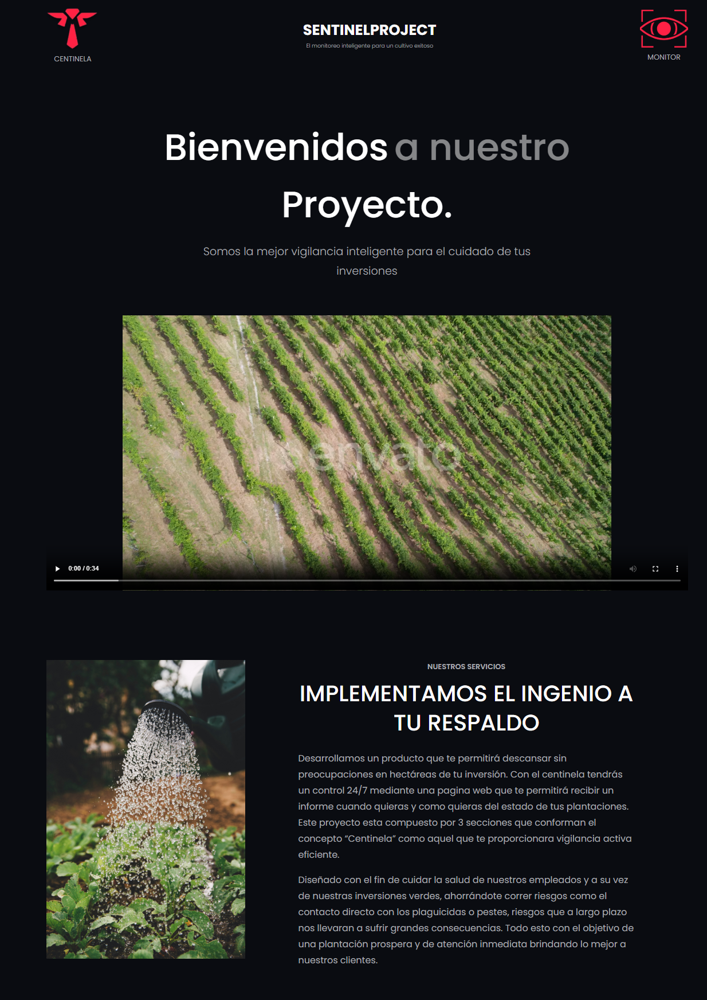 CENTINELA
SENTINELPROJECT
El monitoreo inteligente para un cultivo exitoso
MONITOR
Bienvenidos a nuestro
Proyecto.
Somos la mejor vigilancia inteligente para el cuidado de tus
inversiones
envato
0:00 / 0:34
NUESTROS SERVICIOS
IMPLEMENTAMOS EL INGENIO A
TU RESPALDO
Desarrollamos un producto que te permitirá descansar sin
preocupaciones en hectáreas de tu inversión. Con el centinela tendrás
un control 24/7 mediante una pagina web que te permitirá recibir un
informe cuando quieras y como quieras del estado de tus plantaciones.
Este proyecto esta compuesto por 3 secciones que conforman el
concepto “Centinela” como aquel que te proporcionara vigilancia activa
eficiente.
Diseñado con el fin de cuidar la salud de nuestros empleados y a su vez
de nuestras inversiones verdes, ahorrándote correr riesgos como el
contacto directo con los plaguicidas o pestes, riesgos que a largo plazo
nos llevaran a sufrir grandes consecuencias. Todo esto con el objetivo de
una plantación prospera y de atención inmediata brindando lo mejor a
nuestros clientes.